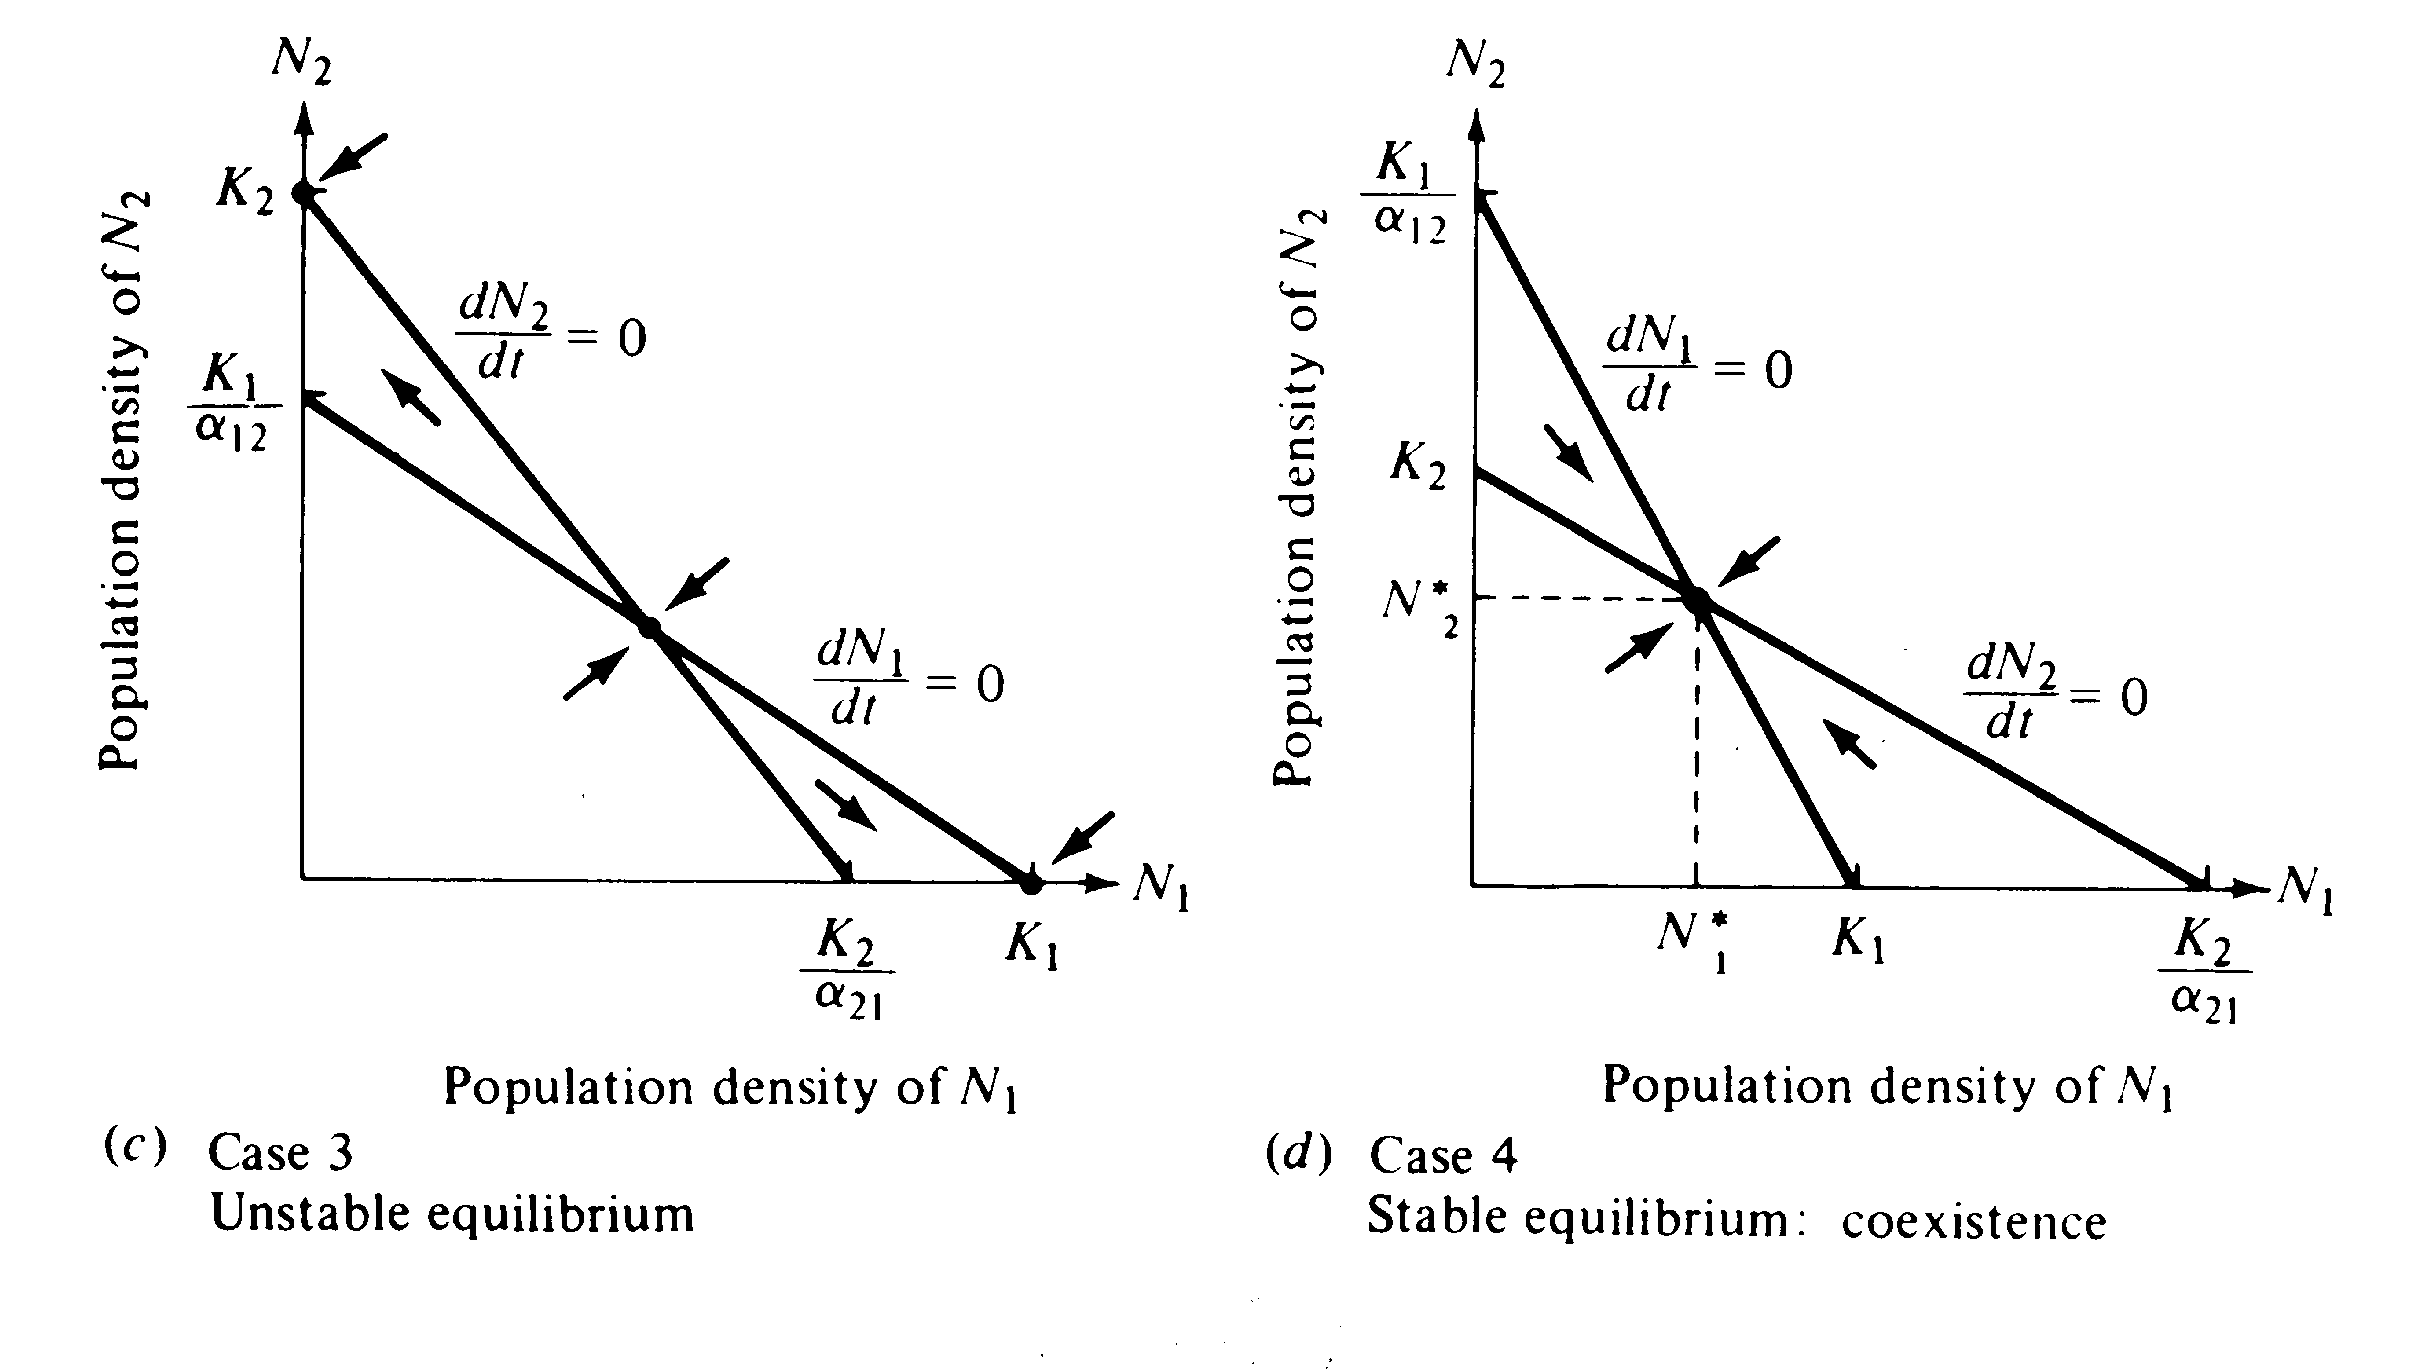 N₂
K₂
K₁
α₁₂
dN₂
dt
= 0
dN₁
dt
= 0
N₁
K₂
α₂₁
K₁
Population density of N₂
Population density of N₁
(c) Case 3
Unstable equilibrium
N₂
K₁
α₁₂
K₂
N*₂
dN₁
dt
= 0
dN₂
dt
= 0
N₁
N*₁
K₁
K₂
α₂₁
Population density of N₂
Population density of N₁
(d) Case 4
Stable equilibrium: coexistence